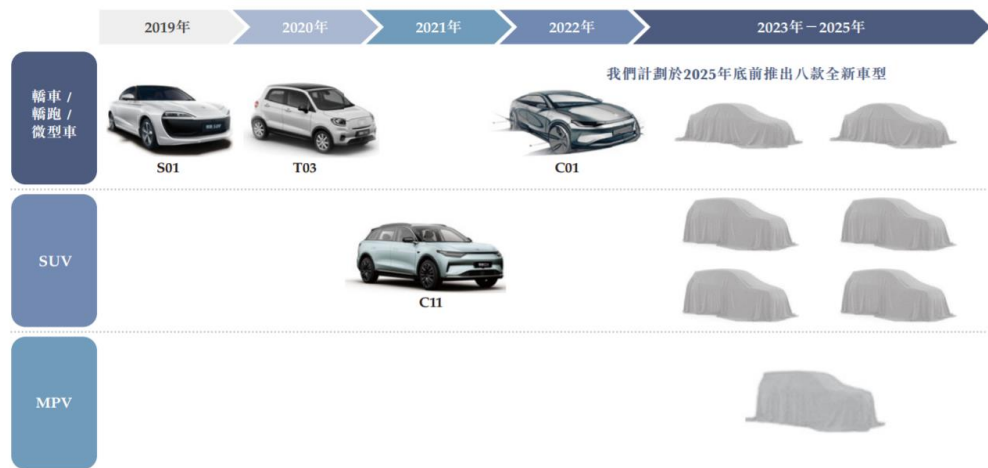 2019年
2020年
2021年
2022年
2023年－2025年
轎車 /
轎跑 /
微型車
我們計劃於2025年底前推出八款全新車型
S01
T03
C01
SUV
C11
MPV